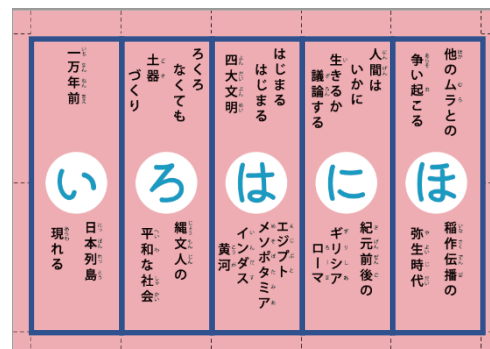 一万年前
い
日本列島
現れる
ろくろ
なくても
土器
づくり
ろ
縄文人の
平和な社会
はじまる
はじまる
四大文明
は
エジプト
メソポタミア
インダス
黄河
人間は
いかに
生きるか
議論する
に
紀元前後の
ギリシア
ローマ
他のムラとの
争い起こる
ほ
稲作伝播の
弥生時代